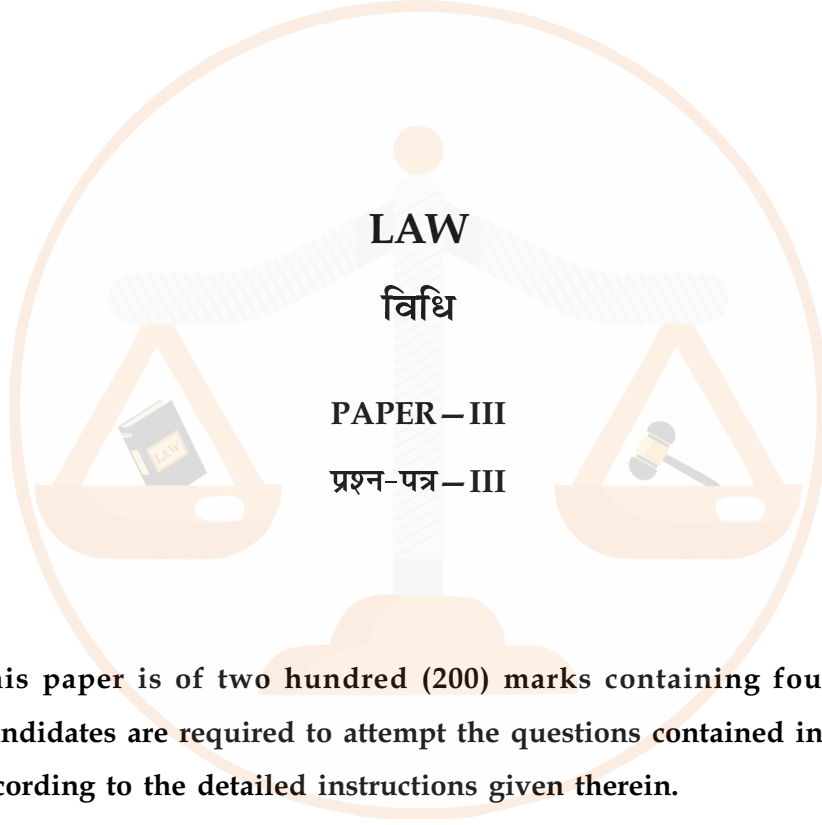 LAW
विधि
PAPER – III
प्रश्न-पत्र – III
LAW
his paper is of two hundred (200) marks containing fou
ndidates are required to attempt the questions contained in
cording to the detailed instructions given therein.